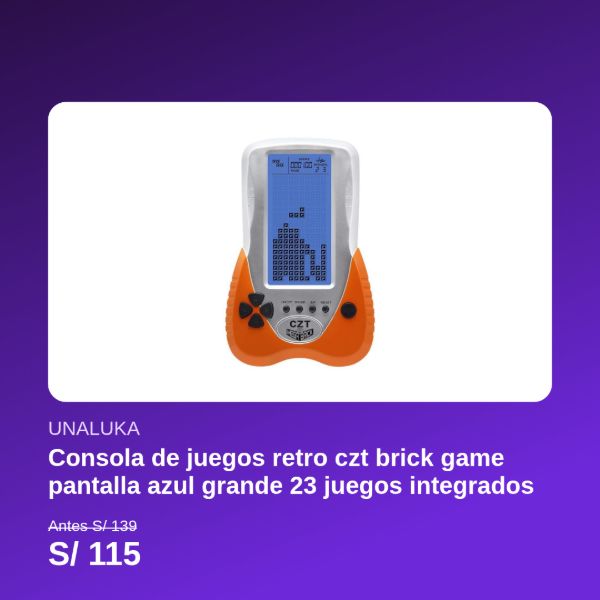 CZT
UNALUKA
Consola de juegos retro czt brick game
pantalla azul grande 23 juegos integrados
Antes S/ 139
S/ 115